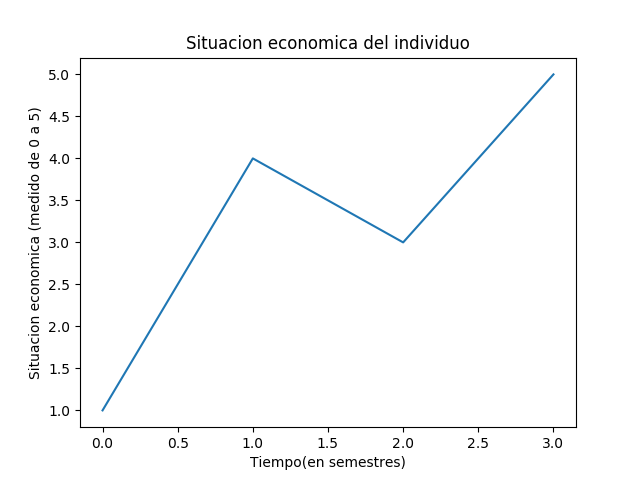 Situacion economica del individuo
Situacion economica (medido de 0 a 5)
5.0
4.5
4.0
3.5
3.0
2.5
2.0
1.5
1.0
0.0 0.5 1.0 1.5 2.0 2.5 3.0
Tiempo(en semestres)